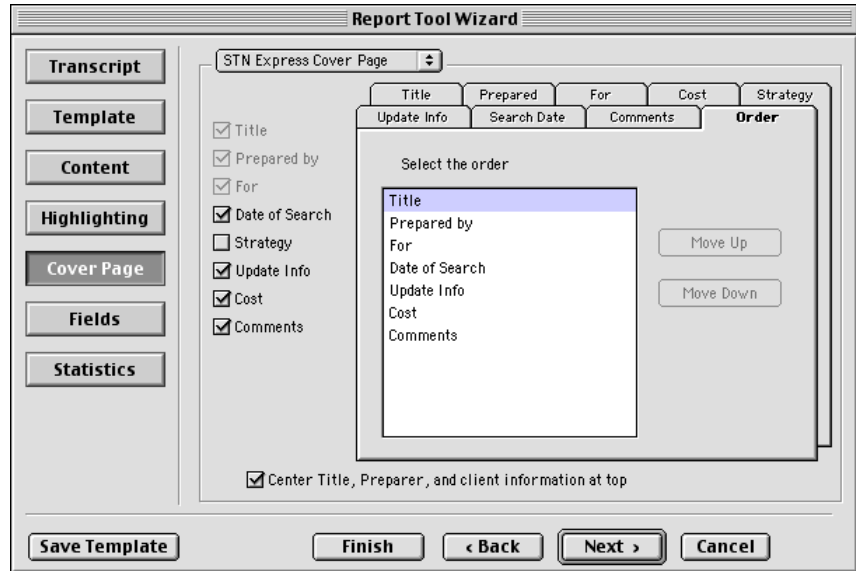 Report Tool Wizard
Transcript
Template
Content
Highlighting
Cover Page
Fields
Statistics
STN Express Cover Page
Title
Prepared by
For
Date of Search
Strategy
Update Info
Cost
Comments
Title Prepared For Cost Strategy
Update Info Search Date Comments Order
Select the order
Title
Prepared by
For
Date of Search
Update Info
Cost
Comments
Move Up
Move Down
Center Title, Preparer, and client information at top
Save Template Finish ‹ Back Next › Cancel